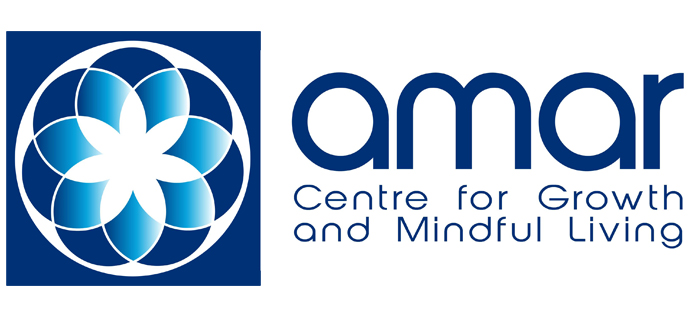 amar
Centre for Growth
and Mindful Living